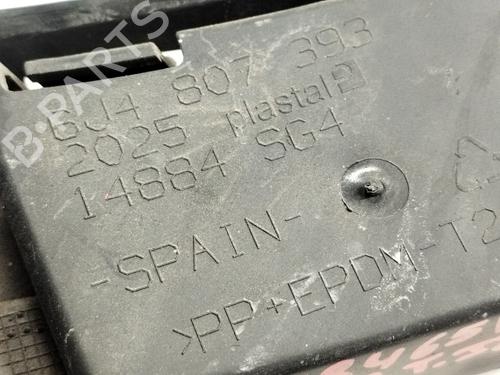 B-PARTS
6J4 807 393
2025 Plastal
14884 SG4
-SPAIN-
>PP+EPDM-T2